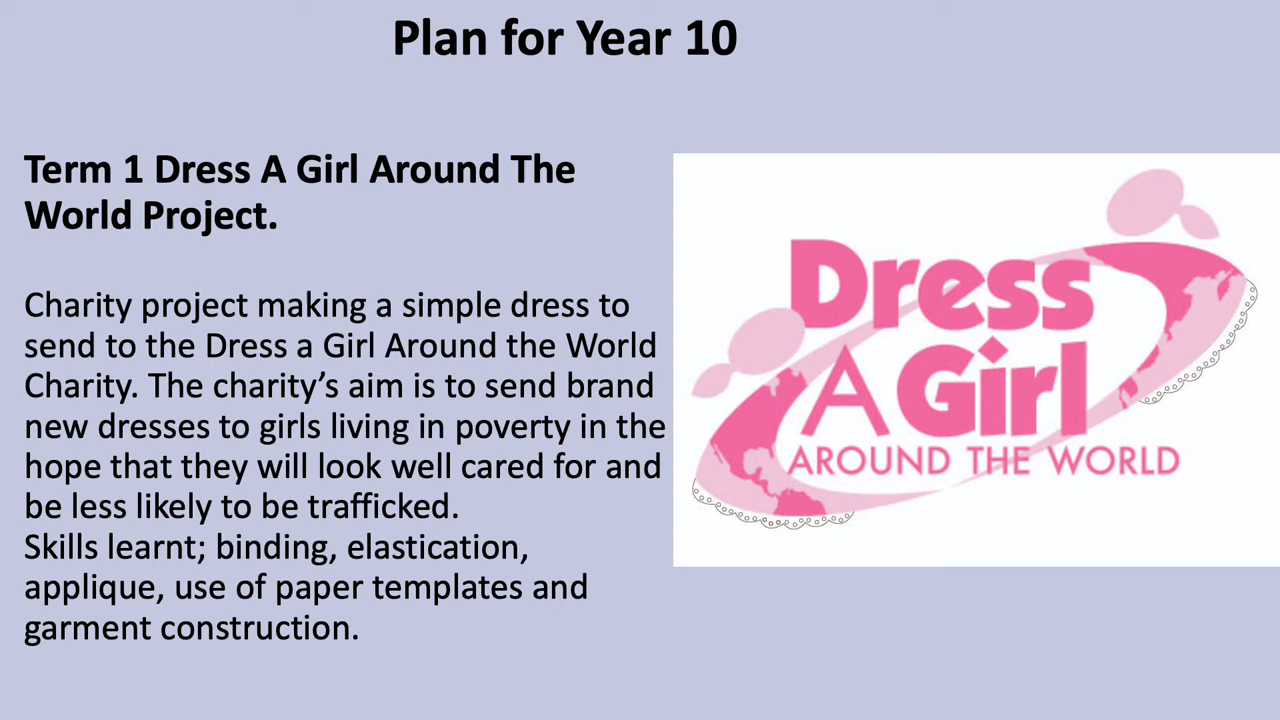 Plan for Year 10
Term 1 Dress A Girl Around The
World Project.
Charity project making a simple dress to
send to the Dress a Girl Around the World
Charity. The charity’s aim is to send brand
new dresses to girls living in poverty in the
hope that they will look well cared for and
be less likely to be trafficked.
Skills learnt; binding, elastication,
applique, use of paper templates and
garment construction.
Dress
A Girl
AROUND THE WORLD